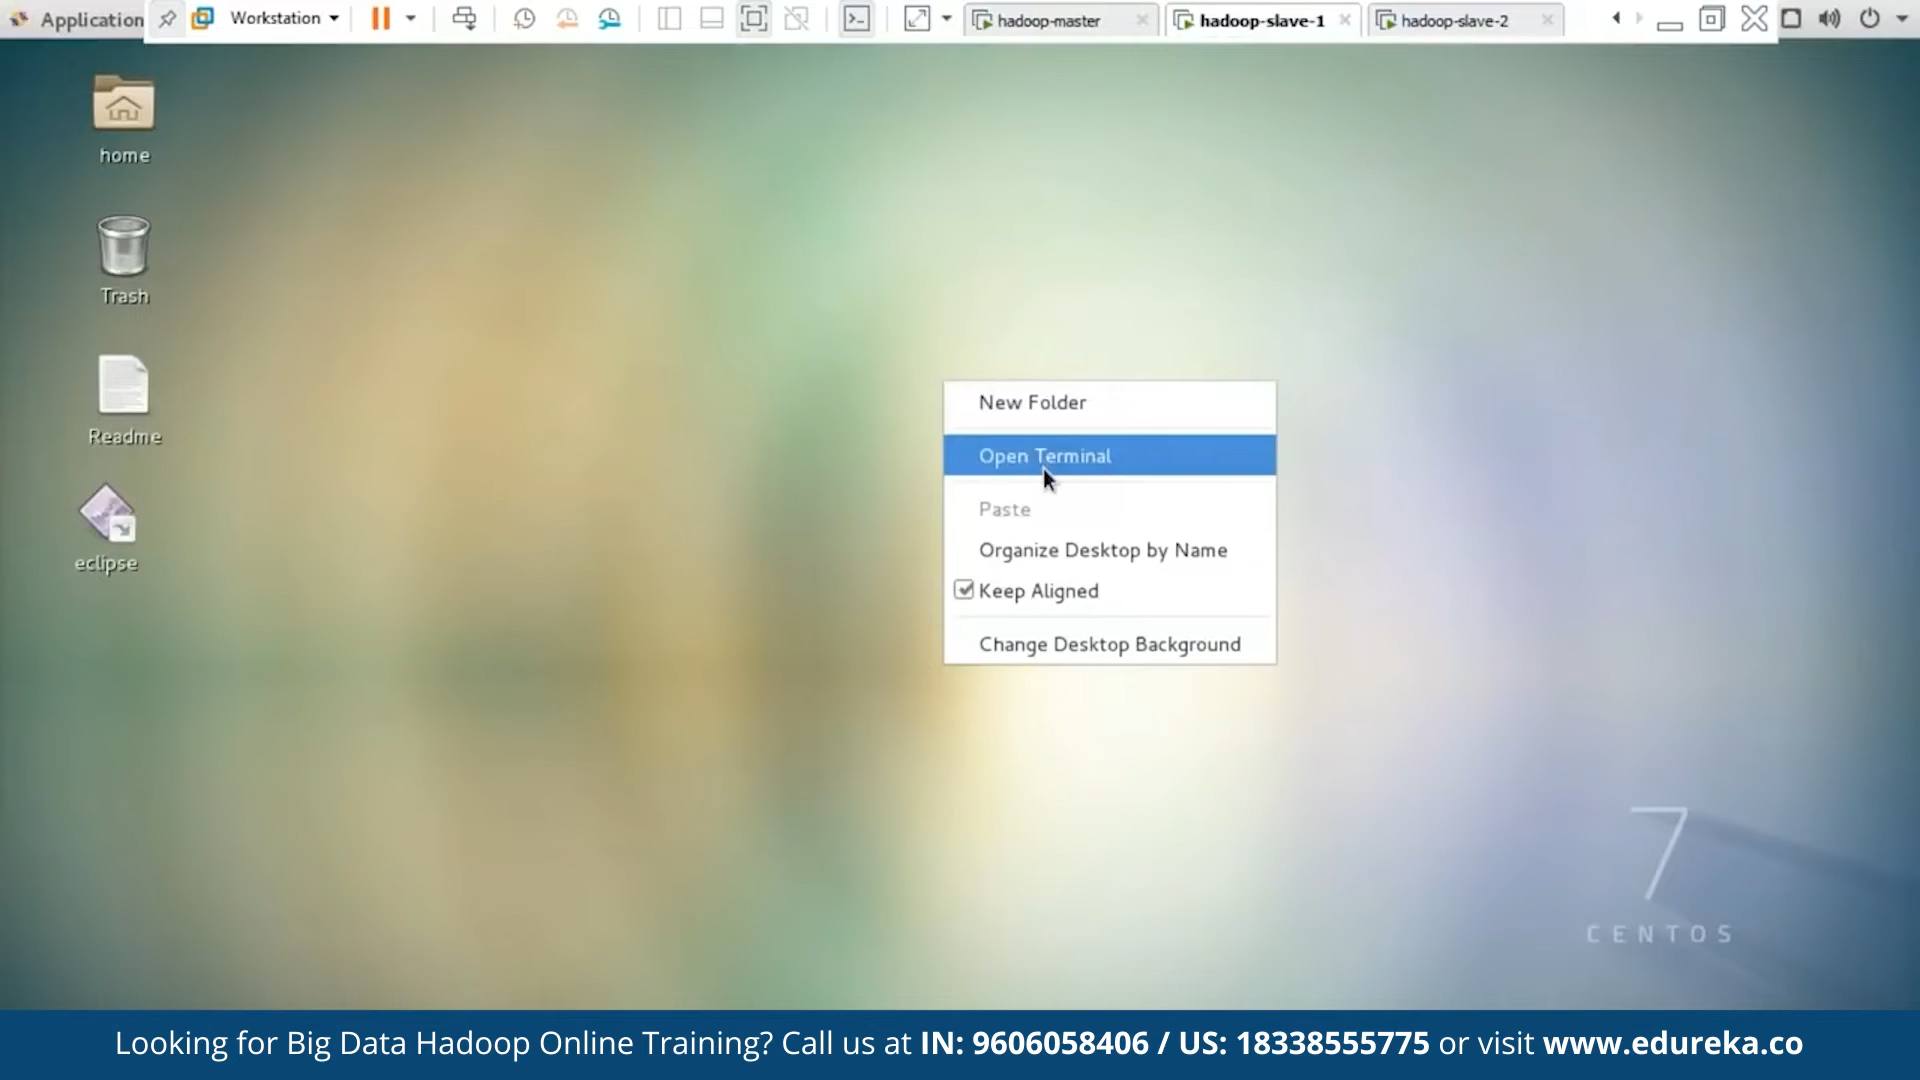 Application
Workstation
hadoop-master
hadoop-slave-1
hadoop-slave-2
home
Trash
Readme
eclipse
New Folder
Open Terminal
Paste
Organize Desktop by Name
Keep Aligned
Change Desktop Background
7
CENTOS
Looking for Big Data Hadoop Online Training? Call us at IN: 9606058406 / US: 18338555775 or visit www.edureka.co